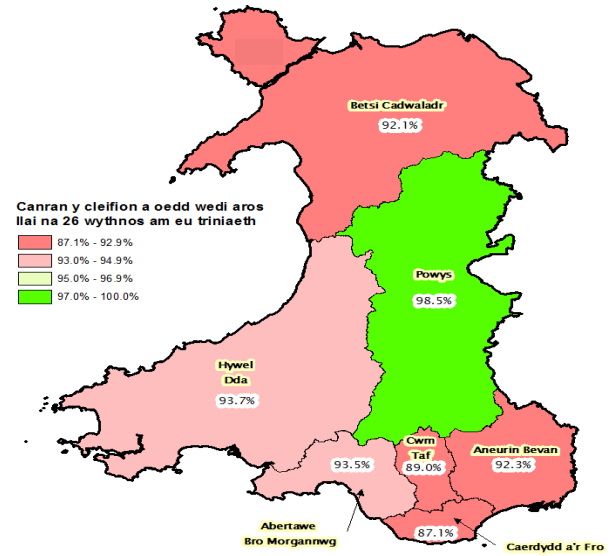 Betsi Cadwaladr
92.1%
Canran y cleifion a oedd wedi aros
llai na 26 wythnos am eu triniaeth
87.1% - 92.9%
93.0% - 94.9%
95.0% - 96.9%
97.0% - 100.0%
Powys
98.5%
Hywel
Dda
93.7%
Cwm
Taf
89.0%
Aneurin Bevan
92.3%
93.5%
Abertawe
Bro Morgannwg
87.1%
Caerdydd a'r Fro